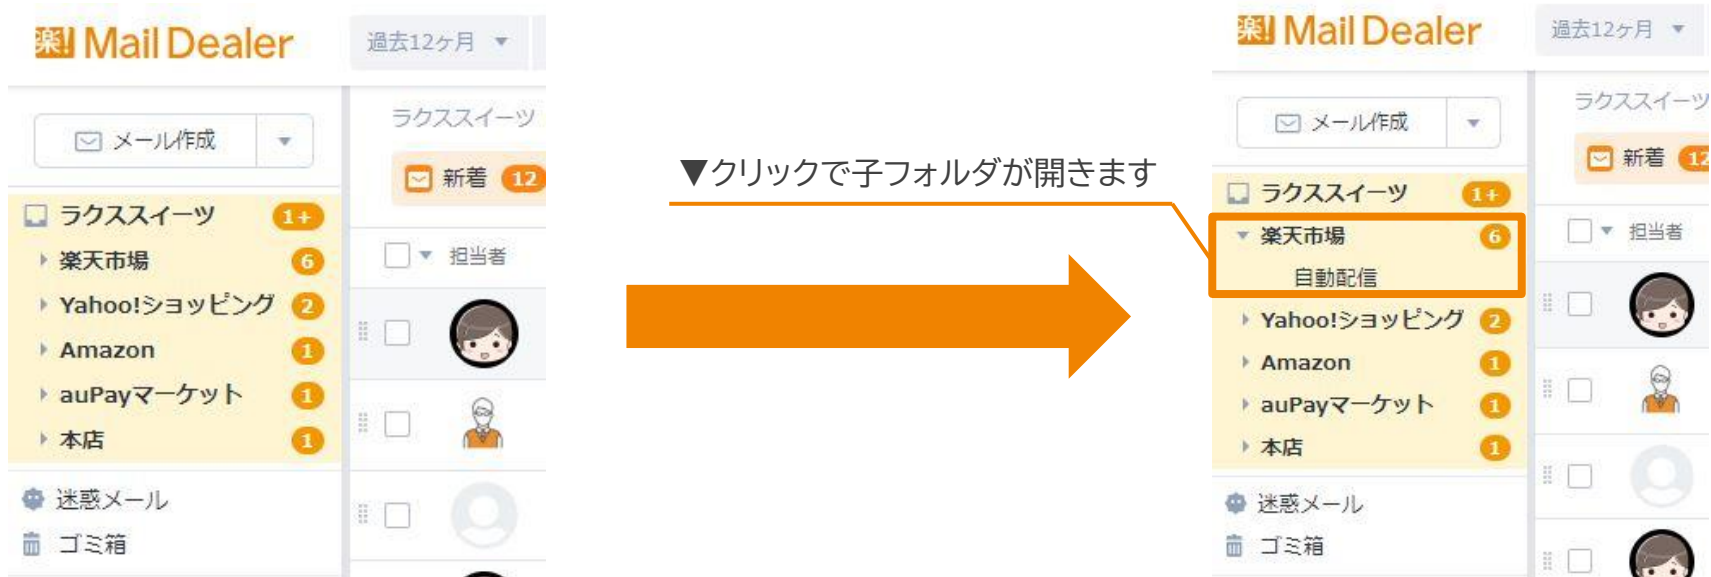 楽! Mail Dealer
過去12ヶ月
メール作成
ラクススイーツ
新着 12
ラクススイーツ 1+
楽天市場 6
Yahoo!ショッピング 2
Amazon 1
auPayマーケット 1
本店 1
迷惑メール
ゴミ箱
担当者
▼クリックで子フォルダが開きます
楽! Mail Dealer
過去12ヶ月
メール作成
ラクススイーツ
新着 12
ラクススイーツ 1+
楽天市場 6
自動配信
Yahoo!ショッピング 2
Amazon 1
auPayマーケット 1
本店 1
迷惑メール
ゴミ箱
担当者